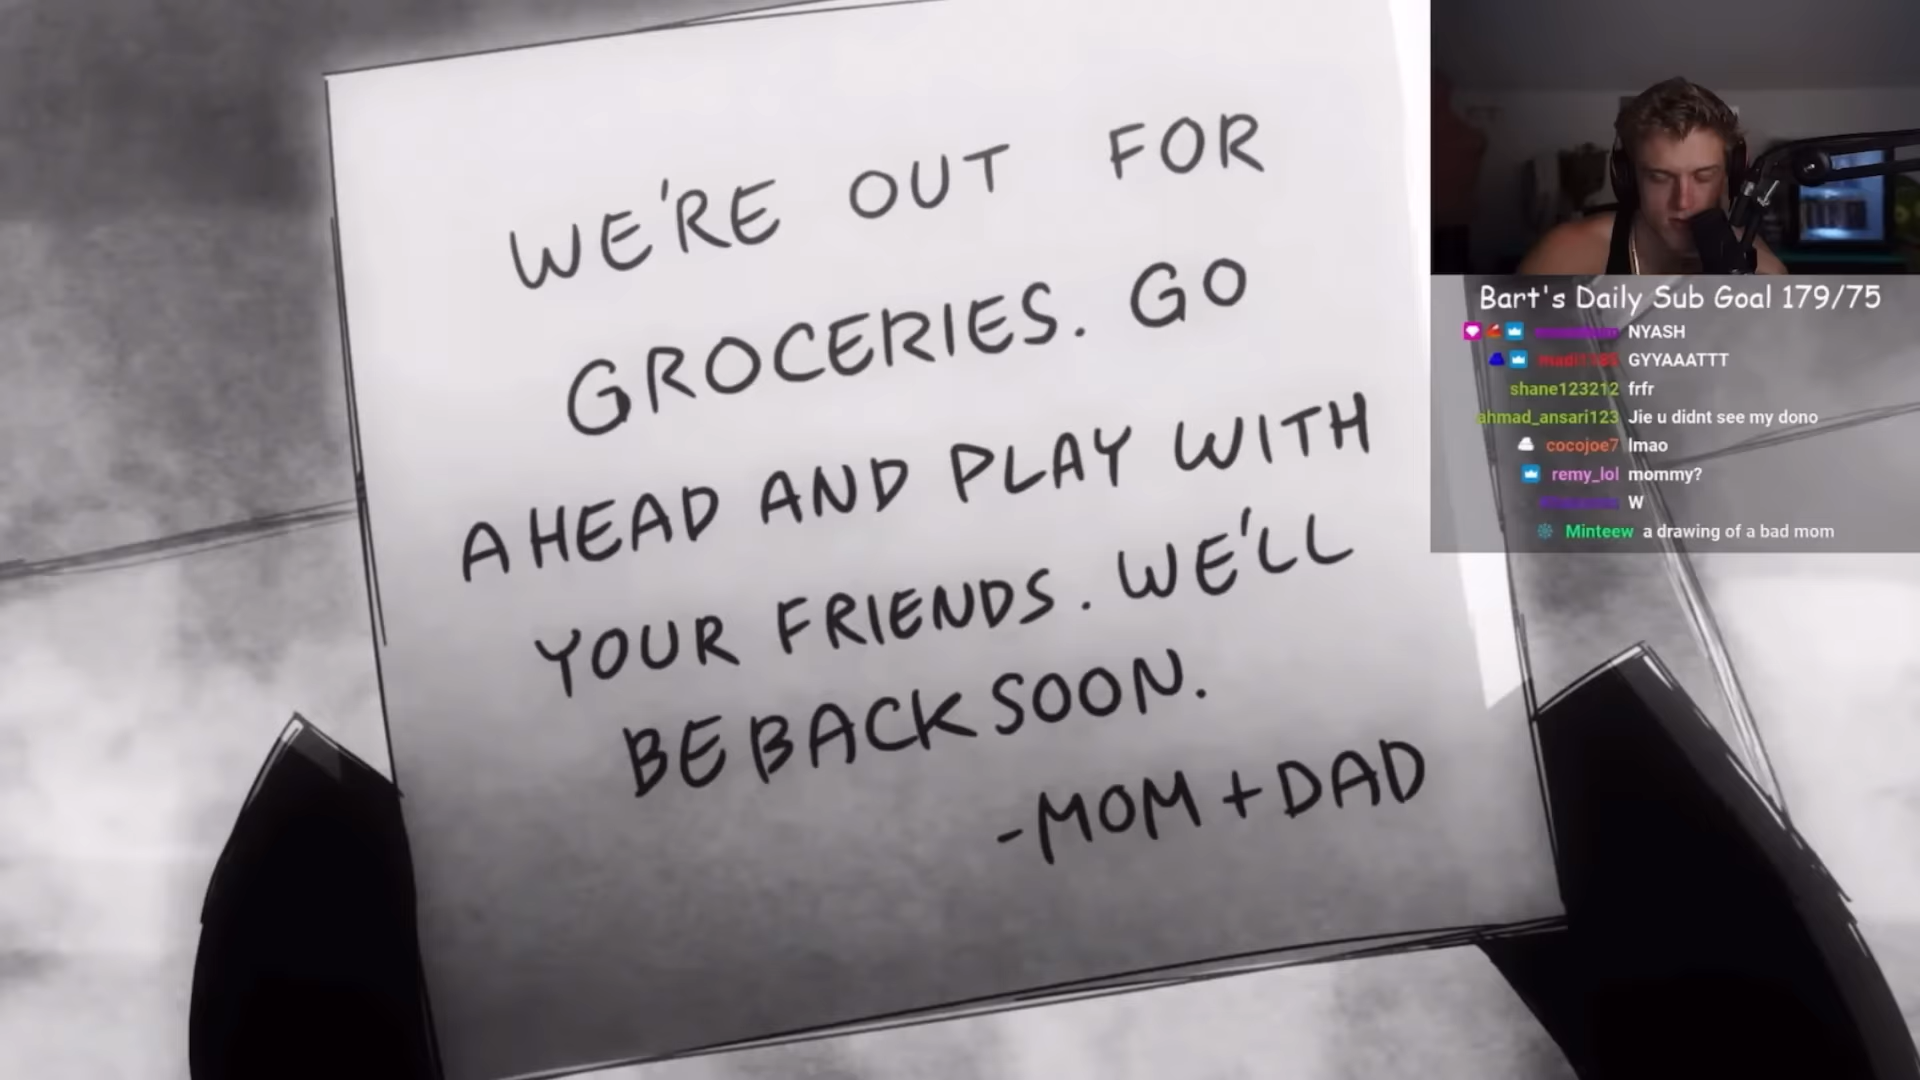 WE'RE OUT FOR
GROCERIES. GO
AHEAD AND PLAY WITH
YOUR FRIENDS. WE'LL
BE BACK SOON.
-MOM + DAD
Bart's Daily Sub Goal 179/75
NYASH
madi1185 GYYAAATTT
shane123212 frfr
ahmad_ansari123 Jie u didnt see my dono
cocojoe7 lmao
remy_lol mommy?
W
Minteew a drawing of a bad mom